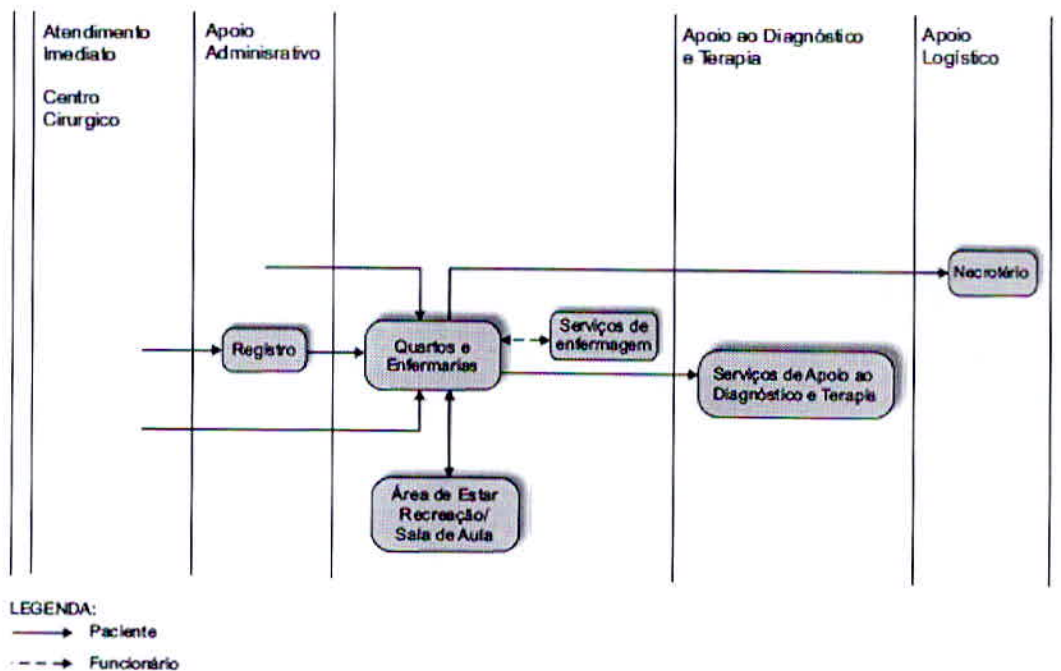 Atendimento
Imediato
Centro
Cirurgico
Apoio
Adminisrativo
Apoio ao Diagnóstico
e Terapia
Apoio
Logístico
Necrotério
Registro
Quartos e
Enfermarias
Serviços de
enfermagem
Serviços de Apoio ao
Diagnóstico e Terapia
Área de Estar
Recreação/
Sala de Aula
LEGENDA:
Paciente
Funcionário